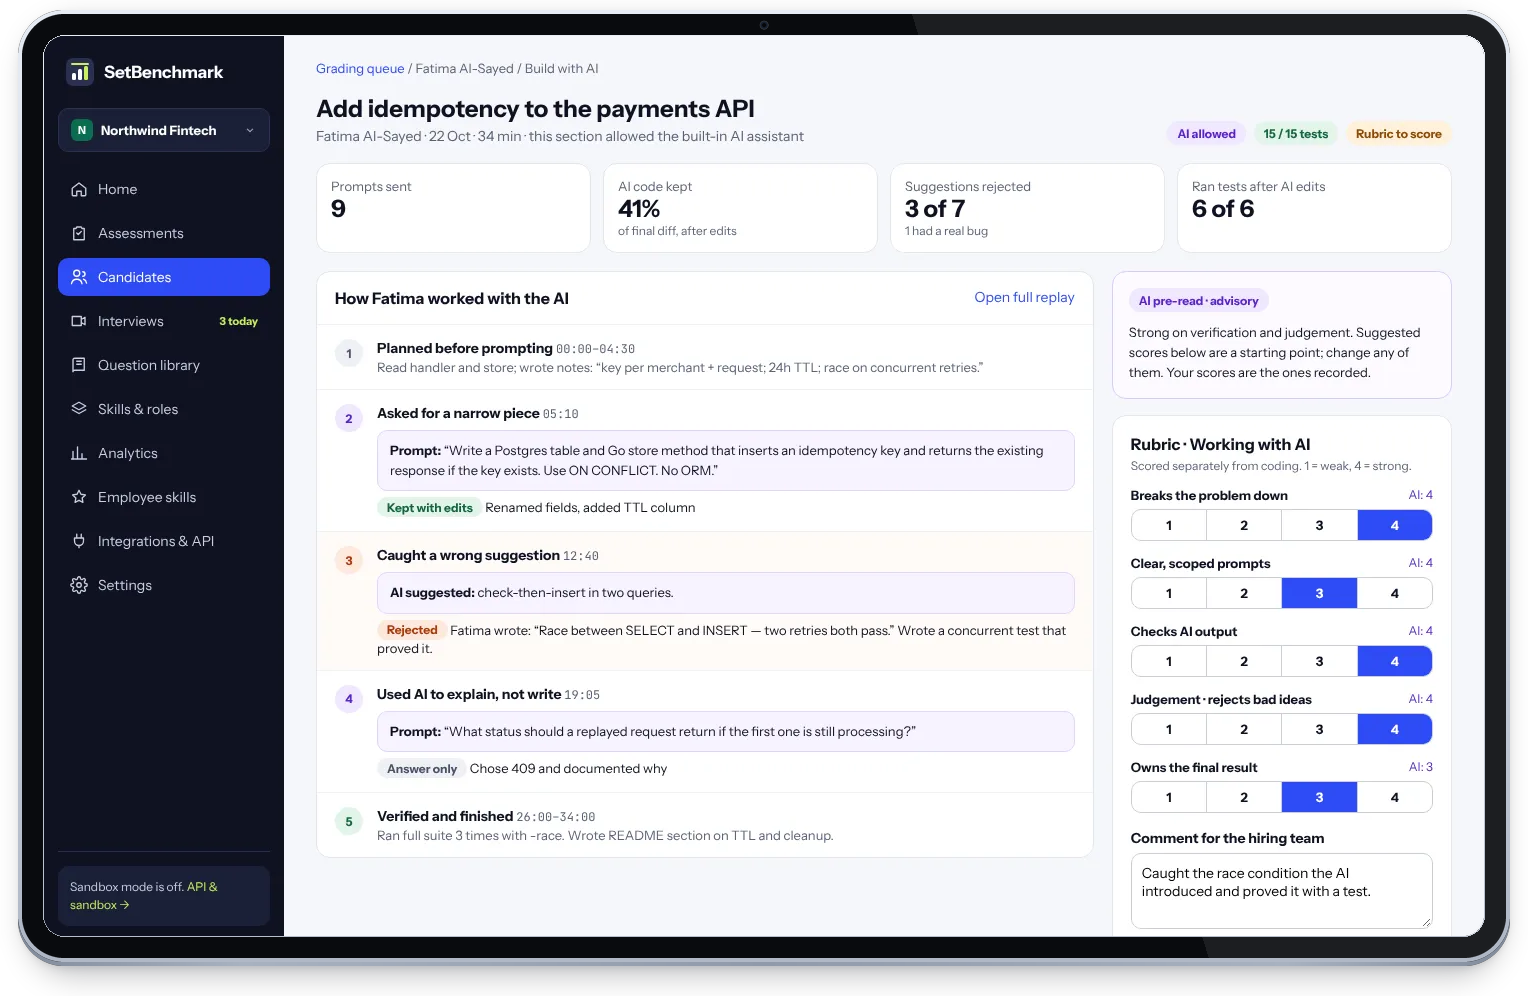 SetBenchmark
N Northwind Fintech
Home
Assessments
Candidates
Interviews 3 today
Question library
Skills & roles
Analytics
Employee skills
Integrations & API
Settings
Sandbox mode is off. API &
sandbox →
Grading queue / Fatima Al-Sayed / Build with AI
Add idempotency to the payments API
Fatima Al-Sayed · 22 Oct · 34 min · this section allowed the built-in AI assistant
AI allowed
15 / 15 tests
Rubric to score
Prompts sent
9
AI code kept
41%
of final diff, after edits
Suggestions rejected
3 of 7
1 had a real bug
Ran tests after AI edits
6 of 6
How Fatima worked with the AI
Open full replay
1
Planned before prompting 00:00–04:30
Read handler and store; wrote notes: “key per merchant + request; 24h TTL; race on concurrent retries.”
2
Asked for a narrow piece 05:10
Prompt: “Write a Postgres table and Go store method that inserts an idempotency key and returns the existing
response if the key exists. Use ON CONFLICT. No ORM.”
Kept with edits Renamed fields, added TTL column
3
Caught a wrong suggestion 12:40
AI suggested: check-then-insert in two queries.
Rejected Fatima wrote: “Race between SELECT and INSERT — two retries both pass.” Wrote a concurrent test that
proved it.
4
Used AI to explain, not write 19:05
Prompt: “What status should a replayed request return if the first one is still processing?”
Answer only Chose 409 and documented why
5
Verified and finished 26:00–34:00
Ran full suite 3 times with -race. Wrote README section on TTL and cleanup.
AI pre-read · advisory
Strong on verification and judgement. Suggested
scores below are a starting point; change any of
them. Your scores are the ones recorded.
Rubric · Working with AI
Scored separately from coding. 1 = weak, 4 = strong.
Breaks the problem down AI: 4
1 2 3 4
Clear, scoped prompts AI: 4
1 2 3 4
Checks AI output AI: 4
1 2 3 4
Judgement · rejects bad ideas AI: 4
1 2 3 4
Owns the final result AI: 3
1 2 3 4
Comment for the hiring team
Caught the race condition the AI
introduced and proved it with a test.